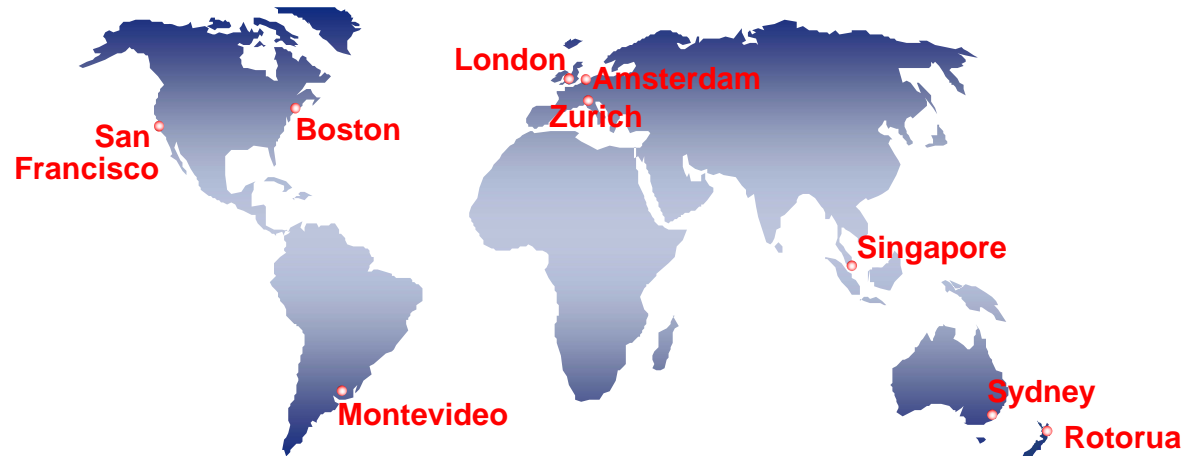 London
Amsterdam
Zurich
Boston
San
Francisco
Singapore
Sydney
Montevideo
Rotorua